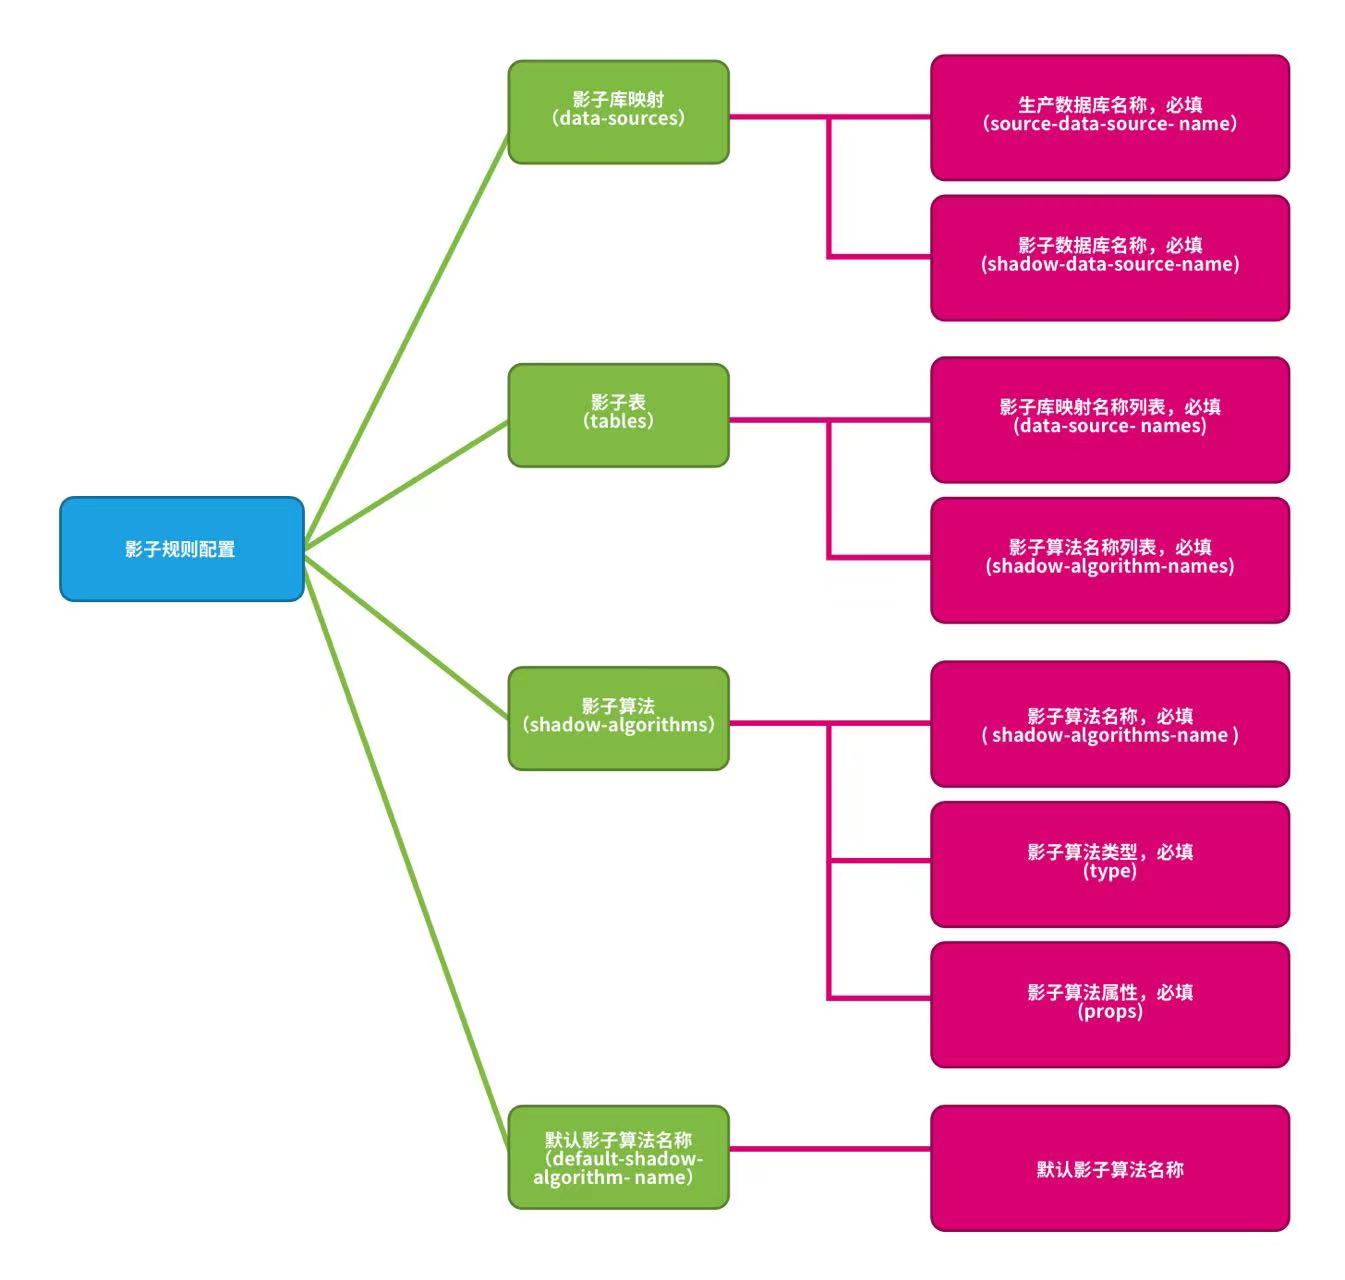 影子库映射
（data-sources）
生产数据库名称，必填
（source-data-source- name）
影子数据库名称，必填
(shadow-data-source-name)
影子表
（tables）
影子库映射名称列表，必填
(data-source- names)
影子规则配置
影子算法名称列表，必填
(shadow-algorithm-names)
影子算法
（shadow-algorithms）
影子算法名称，必填
( shadow-algorithms-name )
影子算法类型，必填
(type)
影子算法属性，必填
(props)
默认影子算法名称
（default-shadow-
algorithm- name）
默认影子算法名称